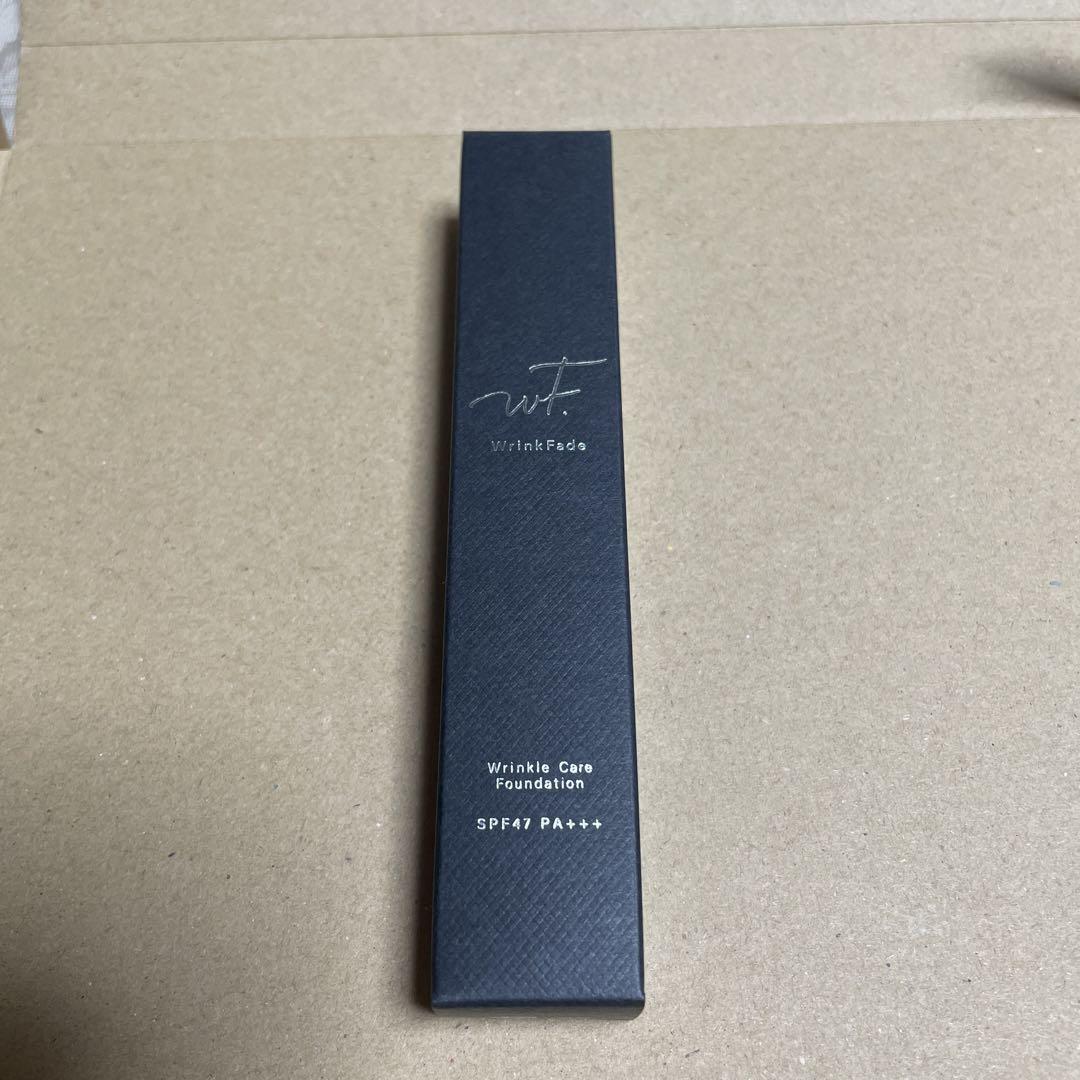 wF.
WrinkFade
Wrinkle Care
Foundation
SPF47 PA+++